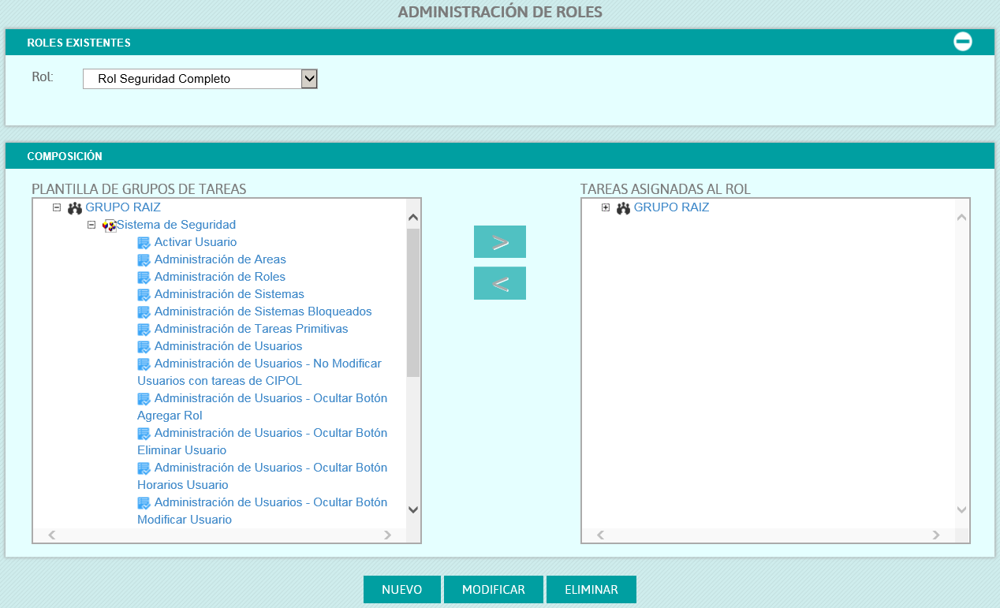 ADMINISTRACIÓN DE ROLES
ROLES EXISTENTES
Rol:
Rol Seguridad Completo
COMPOSICIÓN
PLANTILLA DE GRUPOS DE TAREAS
GRUPO RAIZ
Sistema de Seguridad
Activar Usuario
Administración de Areas
Administración de Roles
Administración de Sistemas
Administración de Sistemas Bloqueados
Administración de Tareas Primitivas
Administración de Usuarios
Administración de Usuarios - No Modificar
Usuarios con tareas de CIPOL
Administración de Usuarios - Ocultar Botón
Agregar Rol
Administración de Usuarios - Ocultar Botón
Eliminar Usuario
Administración de Usuarios - Ocultar Botón
Horarios Usuario
Administración de Usuarios - Ocultar Botón
Modificar Usuario
>
<
TAREAS ASIGNADAS AL ROL
GRUPO RAIZ
NUEVO
MODIFICAR
ELIMINAR